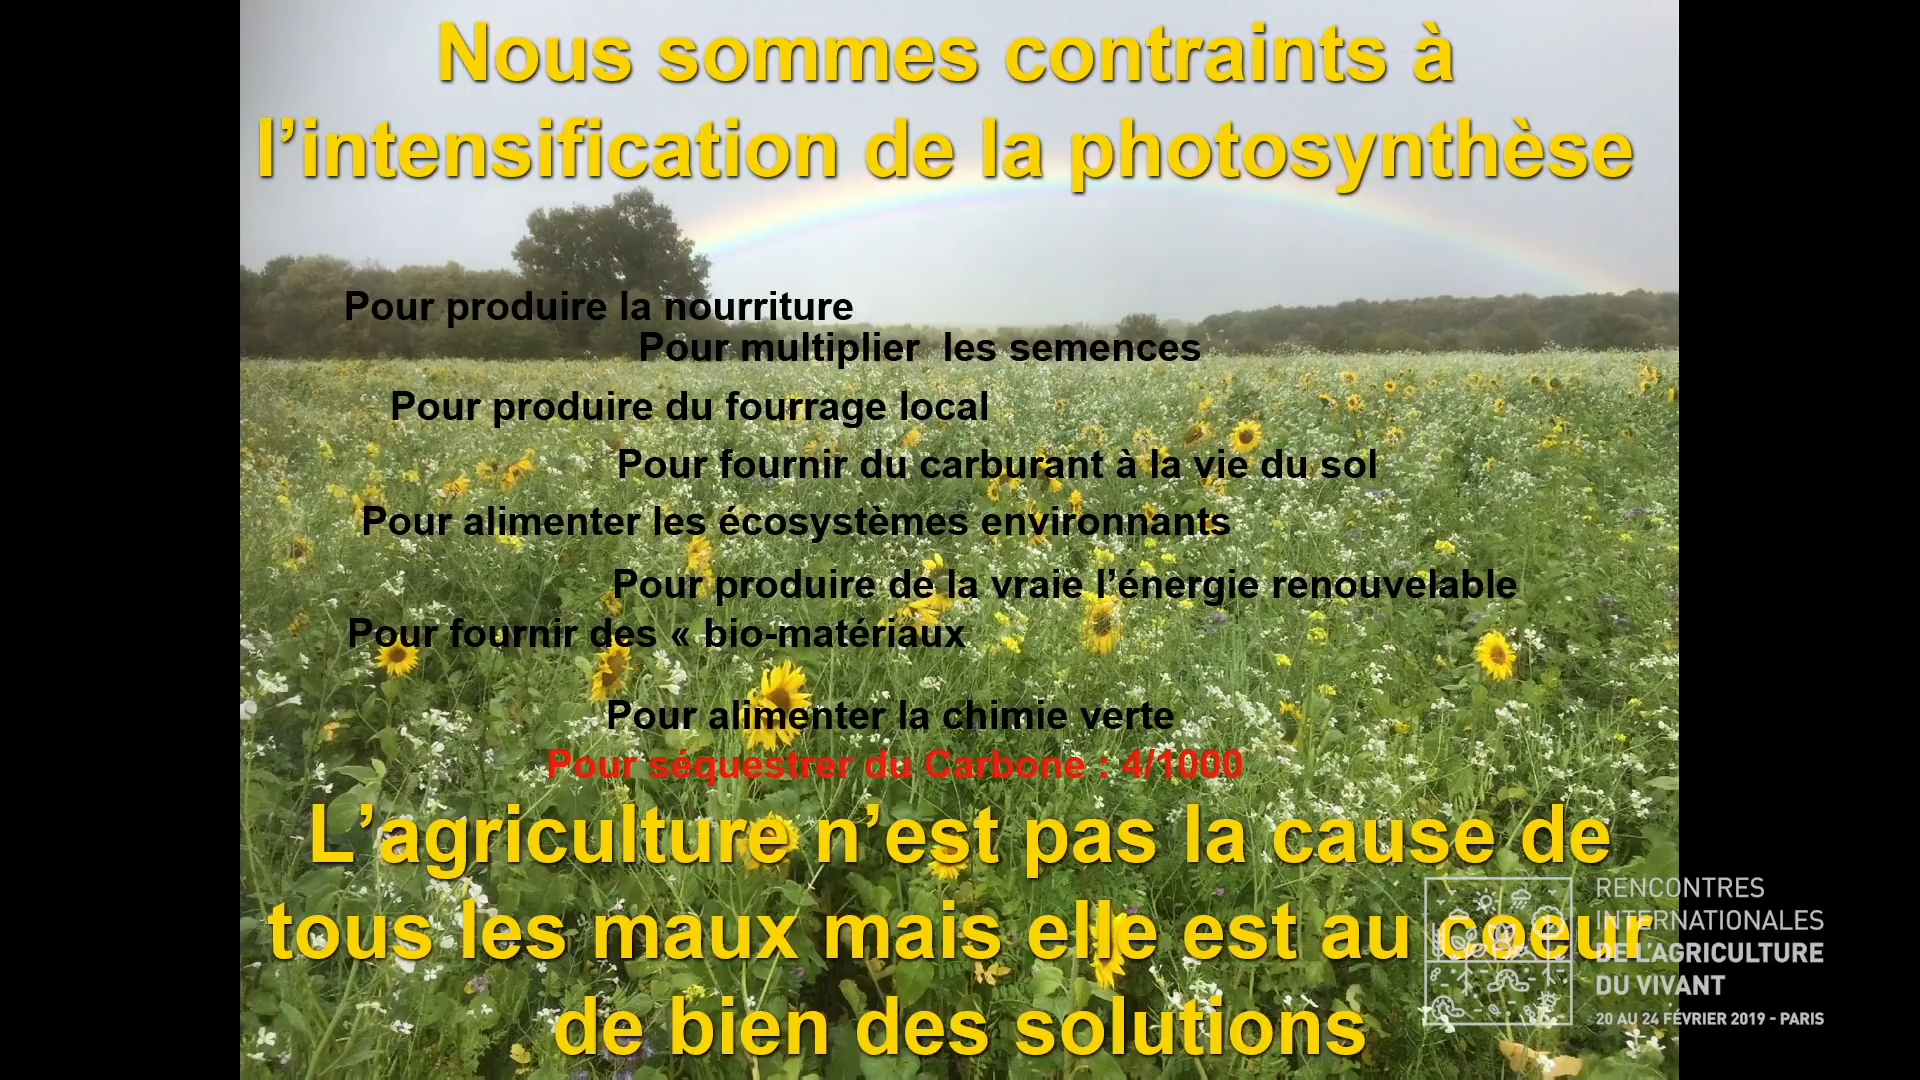 Nous sommes contraints à
l’intensification de la photosynthèse
Pour produire la nourriture
Pour multiplier les semences
Pour produire du fourrage local
Pour fournir du carburant à la vie du sol
Pour alimenter les écosystèmes environnants
Pour produire de la vraie l’énergie renouvelable
Pour fournir des « bio-matériaux
Pour alimenter la chimie verte
Pour séquestrer du Carbone : 4/1000
L’agriculture n’est pas la cause de
tous les maux mais elle est au coeur
de bien des solutions
RENCONTRES
INTERNATIONALES
DE L'AGRICULTURE
DU VIVANT
20 AU 24 FÉVRIER 2019 - PARIS